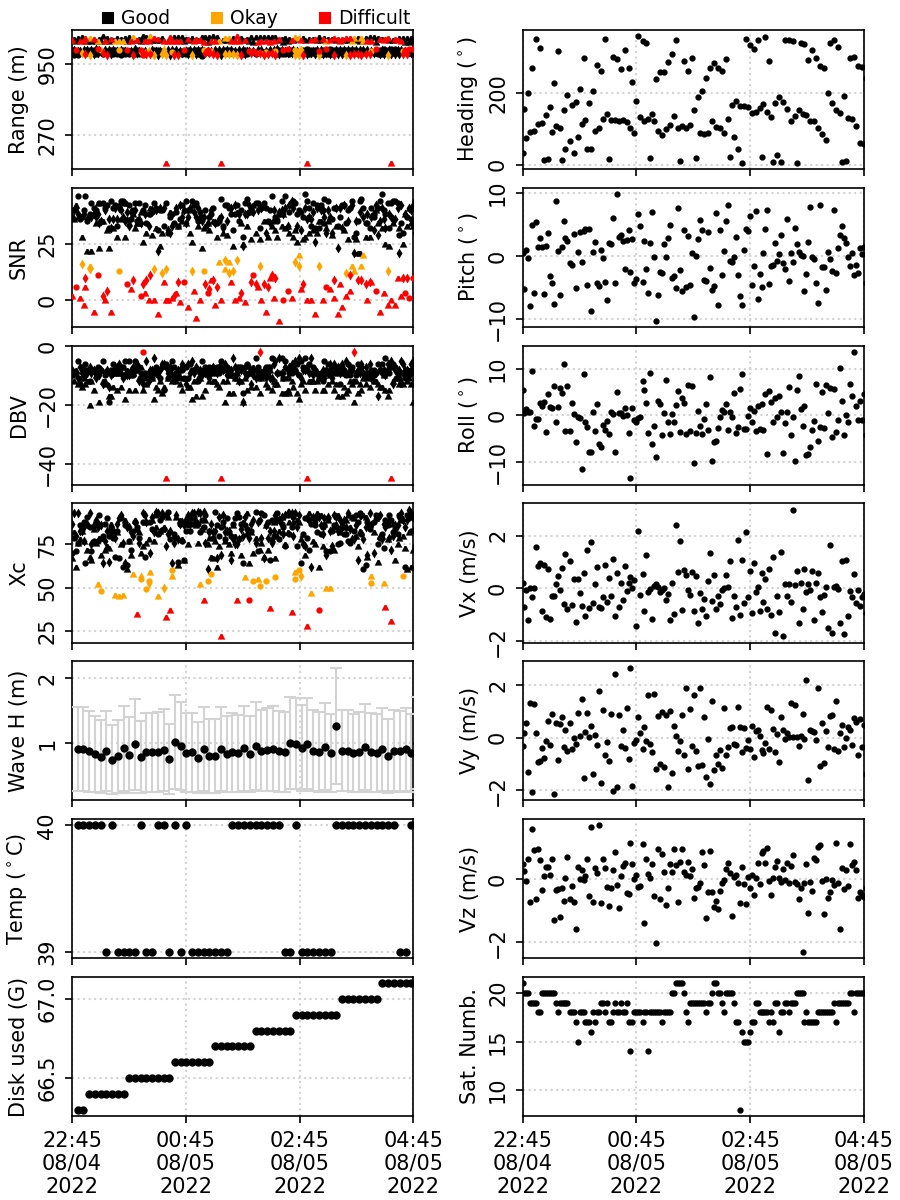 Good Okay Difficult
Range (m)
950
270
Heading (°)
200
0
SNR
25
0
Pitch (°)
10
0
−10
DBV
0
−20
−40
Roll (°)
10
0
−10
Xc
75
50
25
Vx (m/s)
2
0
−2
Wave H (m)
2
1
Vy (m/s)
2
0
−2
Temp (°C)
40
39
Vz (m/s)
0
−2
Disk used (G)
67.0
66.5
Sat. Numb.
20
15
10
22:45 00:45 02:45 04:45
08/04 08/05 08/05 08/05
2022 2022 2022 2022
22:45 00:45 02:45 04:45
08/04 08/05 08/05 08/05
2022 2022 2022 2022